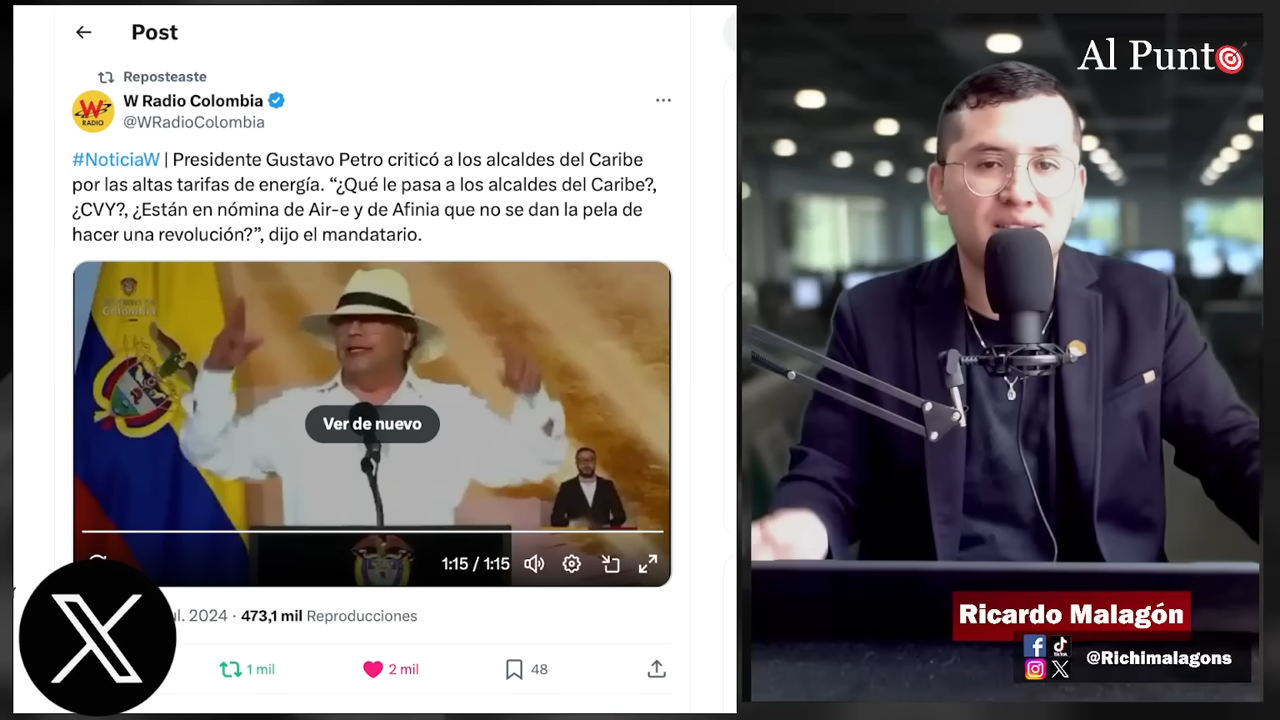 Post
Reposteaste
W Radio Colombia
@WRadioColombia
#NoticiaW | Presidente Gustavo Petro criticó a los alcaldes del Caribe
por las altas tarifas de energía. “¿Qué le pasa a los alcaldes del Caribe?,
¿CVY?, ¿Están en nómina de Air-e y de Afinia que no se dan la pela de
hacer una revolución?”, dijo el mandatario.
W
RADIO
Colombia
Ver de nuevo
1:15 / 1:15
ul. 2024 · 473,1 mil Reproducciones
1 mil
2 mil
48
Al Punto
Ricardo Malagón
@Richimalagons